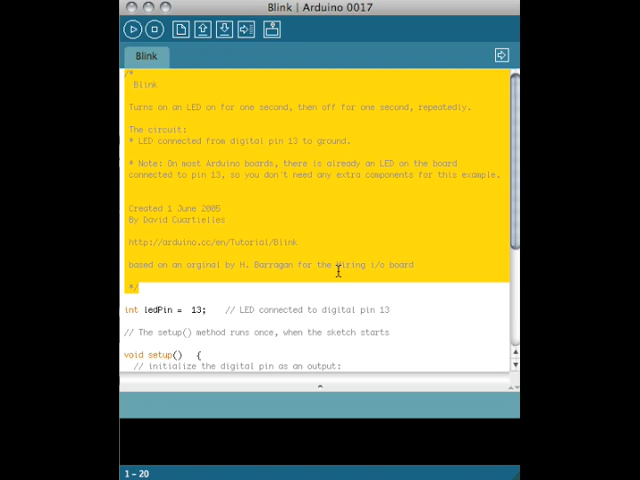 Blink | Arduino 0017
Blink
/*
Blink
Turns on an LED on for one second, then off for one second, repeatedly.
The circuit:
* LED connected from digital pin 13 to ground.
* Note: On most Arduino boards, there is already an LED on the board
connected to pin 13, so you don't need any extra components for this example.
Created 1 June 2005
By David Cuartielles
http://arduino.cc/en/Tutorial/Blink
based on an orginal by H. Barragan for the Wiring i/o board
*/
int ledPin = 13; // LED connected to digital pin 13
// The setup() method runs once, when the sketch starts
void setup() {
// initialize the digital pin as an output:
1 - 20